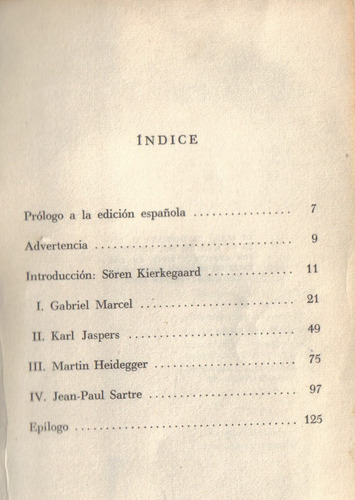 ÍNDICE
Prólogo a la edición española .................. 7
Advertencia .................................. 9
Introducción: Sören Kierkegaard ................ 11
I. Gabriel Marcel ............................ 21
II. Karl Jaspers .............................. 49
III. Martin Heidegger .......................... 75
IV. Jean-Paul Sartre .......................... 97
Epílogo ...................................... 125